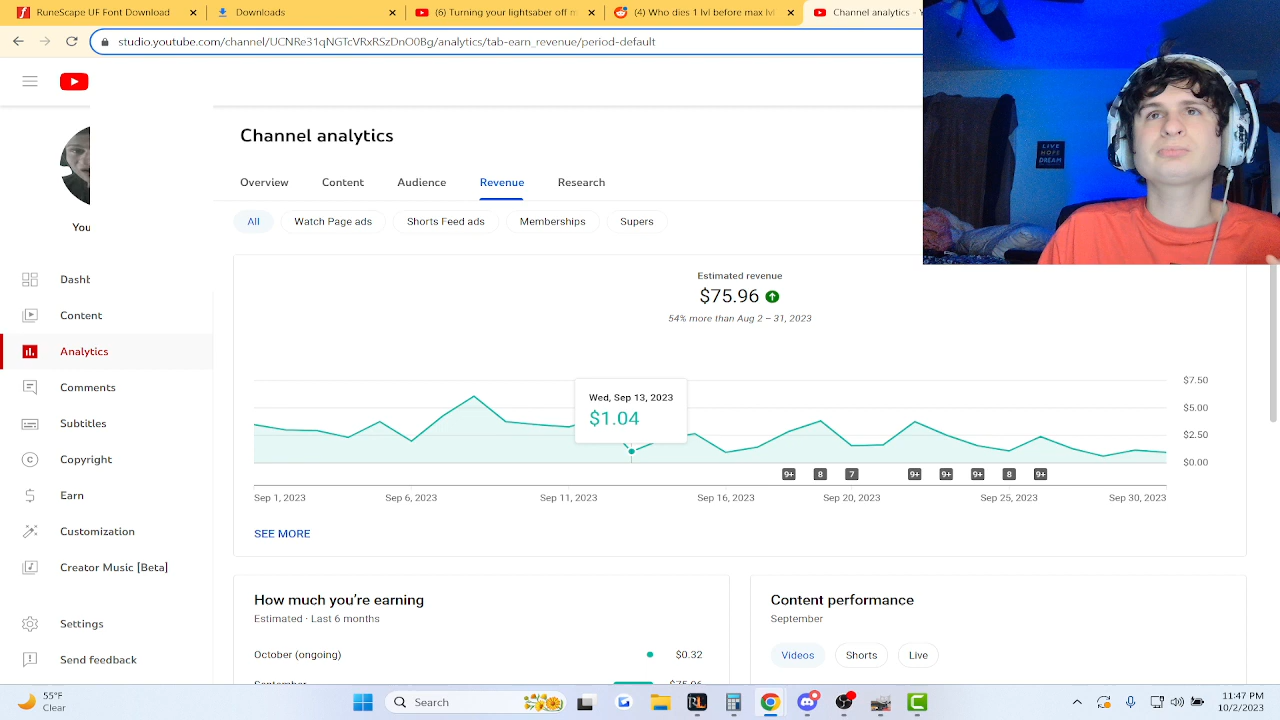 RuneScape UF Download
Downloads
(6) Turning your lightsaber off m
(4) Who dies 1 lvl before max lvl
Channel analytics - Y
studio.youtube.com/channel/UCNRe31qNGTcVRxRSzDnO0Bg/analytics/tab-earn_revenue/period-default
LIVE
HOPE
DREAM
Channel analytics
Overview
Content
Audience
Revenue
Research
All
Watch Page ads
Shorts Feed ads
Memberships
Supers
You
Dashb
Content
Analytics
Comments
Subtitles
Copyright
Earn
Customization
Creator Music [Beta]
Settings
Send feedback
Estimated revenue
$75.96
54% more than Aug 2 – 31, 2023
Wed, Sep 13, 2023
$1.04
$7.50
$5.00
$2.50
$0.00
9+ 8 7 9+ 9+ 9+ 8 9+
Sep 1, 2023 Sep 6, 2023 Sep 11, 2023 Sep 16, 2023 Sep 20, 2023 Sep 25, 2023 Sep 30, 2023
SEE MORE
How much you're earning
Estimated · Last 6 months
October (ongoing) $0.32
September $75.96
Content performance
September
Videos
Shorts
Live
55°F
Clear
Search
11:47 PM
10/2/2023